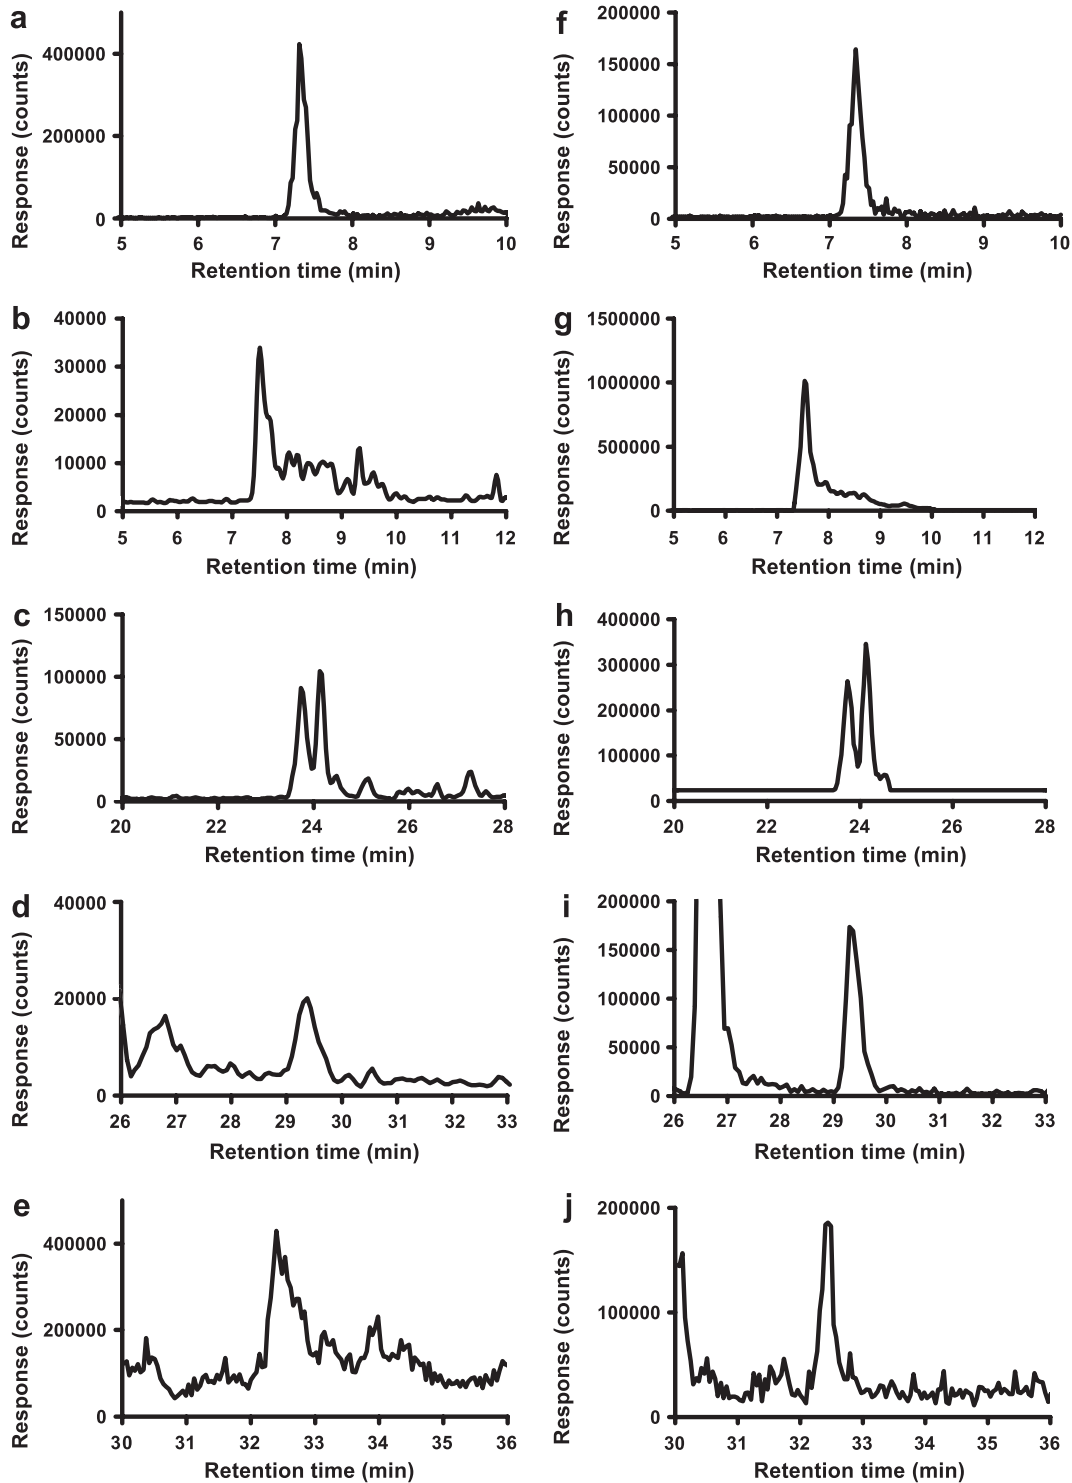 a
Response (counts)
400000
200000
0
5 6 7 8 9 10
Retention time (min)
f
Response (counts)
200000
150000
100000
50000
0
5 6 7 8 9 10
Retention time (min)
b
Response (counts)
40000
30000
20000
10000
0
5 6 7 8 9 10 11 12
Retention time (min)
g
Response (counts)
1500000
1000000
500000
0
5 6 7 8 9 10 11 12
Retention time (min)
c
Response (counts)
150000
100000
50000
0
20 22 24 26 28
Retention time (min)
h
Response (counts)
400000
300000
200000
100000
0
20 22 24 26 28
Retention time (min)
d
Response (counts)
40000
20000
0
26 27 28 29 30 31 32 33
Retention time (min)
i
Response (counts)
200000
150000
100000
50000
0
26 27 28 29 30 31 32 33
Retention time (min)
e
Response (counts)
400000
200000
0
30 31 32 33 34 35 36
Retention time (min)
j
Response (counts)
200000
100000
0
30 31 32 33 34 35 36
Retention time (min)